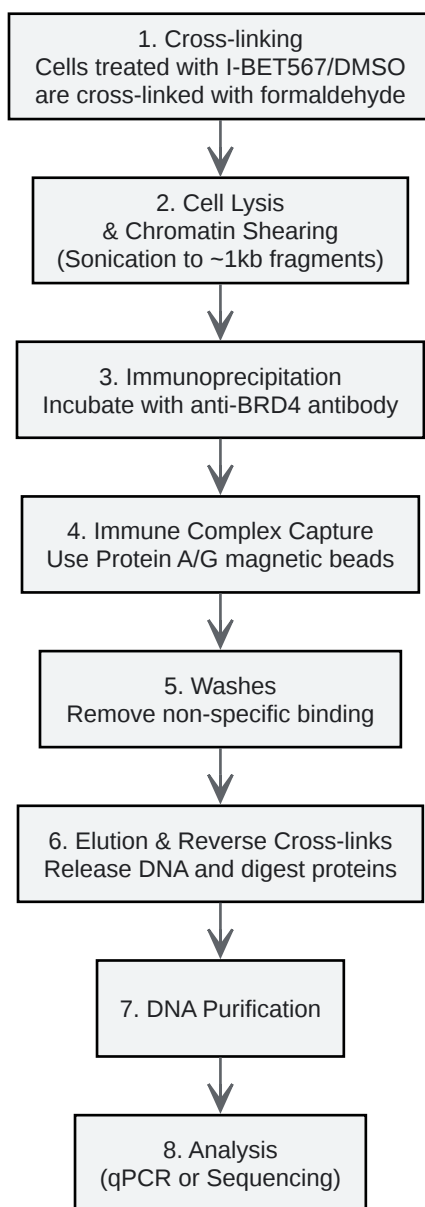 1. Cross-linking
Cells treated with I-BET567/DMSO
are cross-linked with formaldehyde
2. Cell Lysis
& Chromatin Shearing
(Sonication to ~1kb fragments)
3. Immunoprecipitation
Incubate with anti-BRD4 antibody
4. Immune Complex Capture
Use Protein A/G magnetic beads
5. Washes
Remove non-specific binding
6. Elution & Reverse Cross-links
Release DNA and digest proteins
7. DNA Purification
8. Analysis
(qPCR or Sequencing)